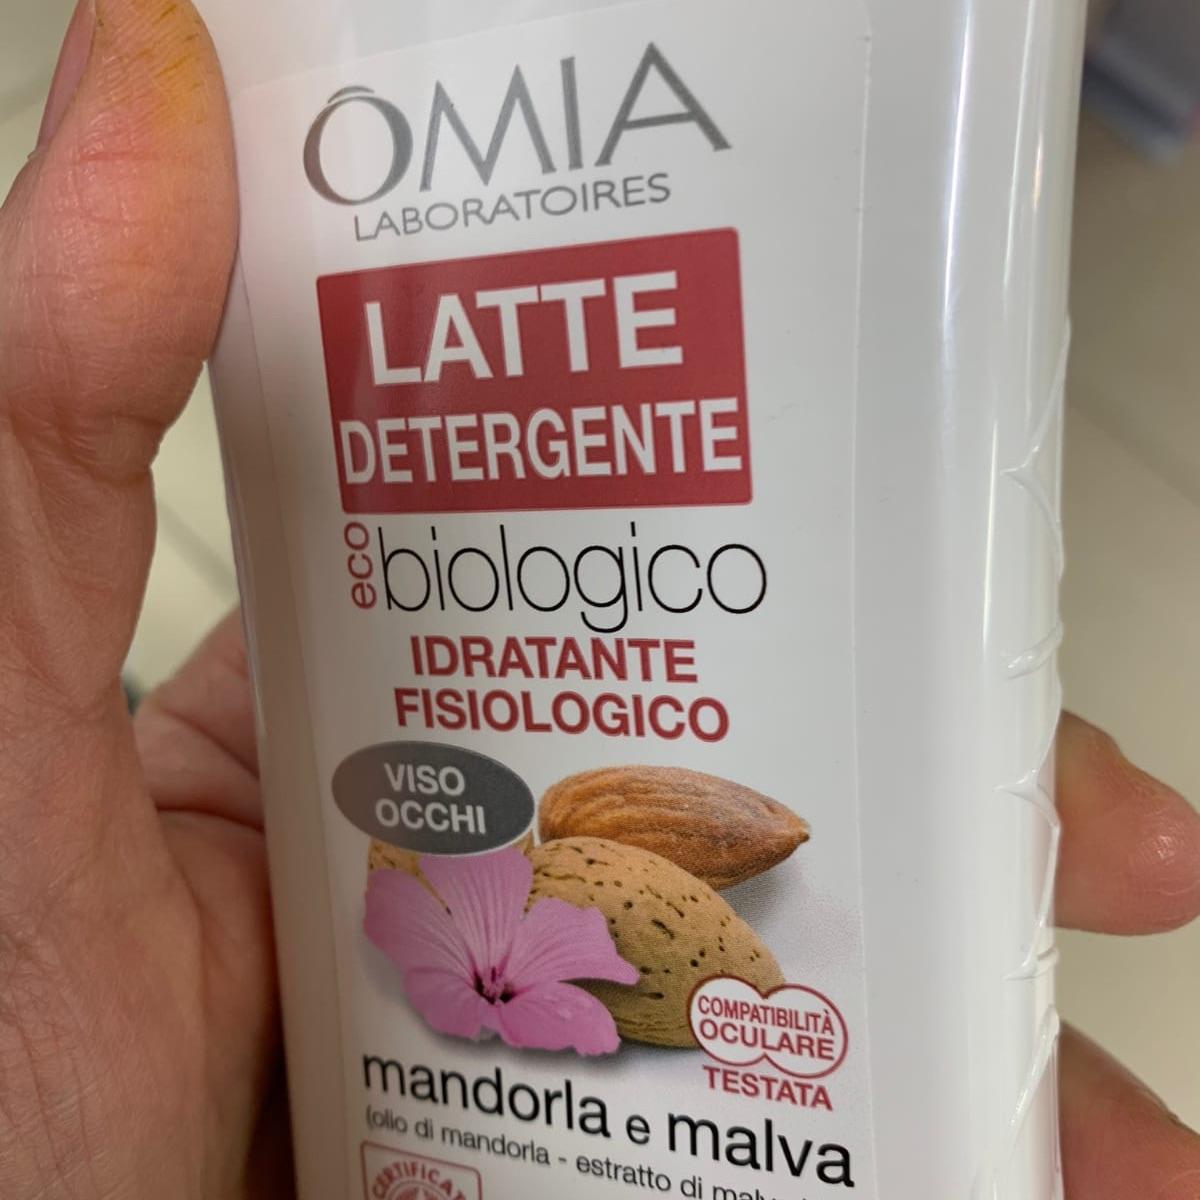 ÔMIA
LABORATOIRES
LATTE
DETERGENTE
eco biologico
IDRATANTE
FISIOLOGICO
VISO
OCCHI
COMPATIBILITÀ
OCULARE
TESTATA
mandorla e malva
(olio di mandorla - estratto di